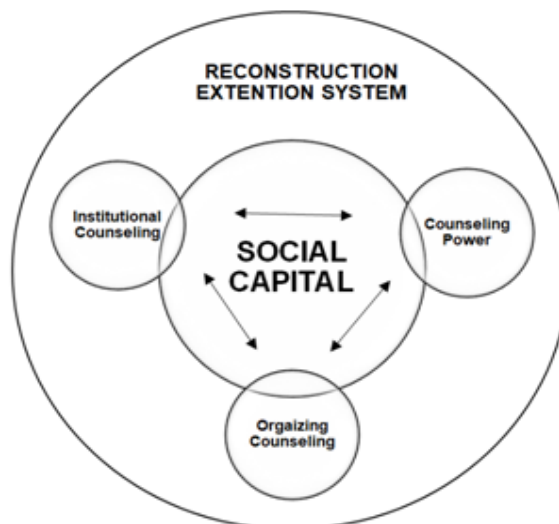 RECONSTRUCTION
EXTENTION SYSTEM
Institutional
Counseling
Counseling
Power
SOCIAL
CAPITAL
Orgaizing
Counseling